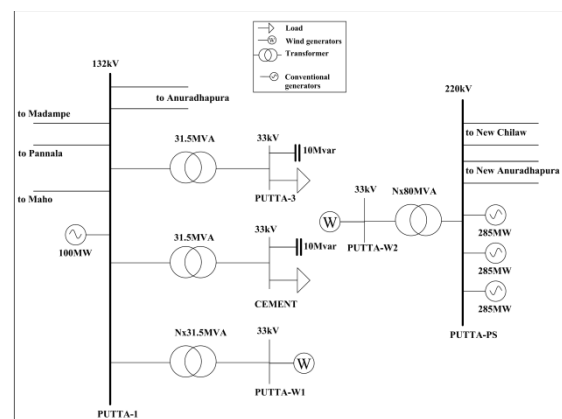 Load
Wind generators
Transformer
Conventional
generators
W
132kV
to Anuradhapura
to Madampe
to Pannala
to Maho
31.5MVA
33kV
10Mvar
PUTTA-3
100MW
31.5MVA
33kV
10Mvar
CEMENT
Nx31.5MVA
33kV
W
PUTTA-W1
PUTTA-1
220kV
to New Chilaw
to New Anuradhapura
33kV
Nx80MVA
W
PUTTA-W2
285MW
285MW
285MW
PUTTA-PS